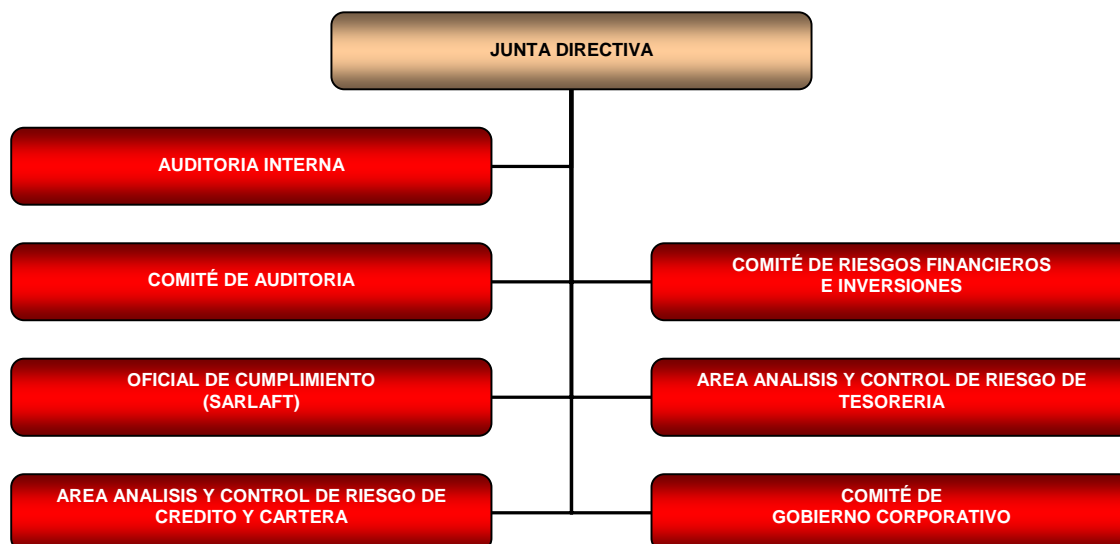 JUNTA DIRECTIVA
AUDITORIA INTERNA
COMITÉ DE AUDITORIA
COMITÉ DE RIESGOS FINANCIEROS
E INVERSIONES
OFICIAL DE CUMPLIMIENTO
(SARLAFT)
AREA ANALISIS Y CONTROL DE RIESGO DE
TESORERIA
AREA ANALISIS Y CONTROL DE RIESGO DE
CREDITO Y CARTERA
COMITÉ DE
GOBIERNO CORPORATIVO